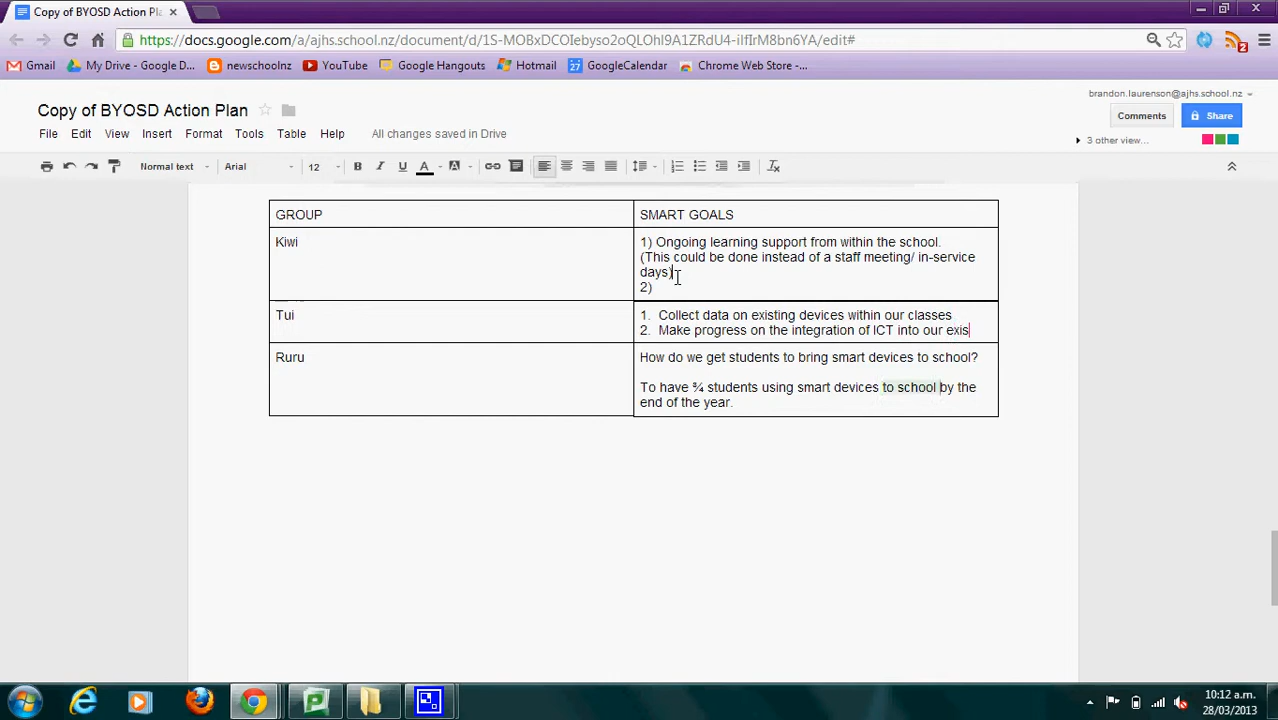 Copy of BYOSD Action Plan
https://docs.google.com/a/ajhs.school.nz/document/d/1S-MOBxDCOIebyso2oQLOhl9A1ZRdU4-iIfIrM8bn6YA/edit#
Gmail My Drive - Google D... newschoolnz YouTube Google Hangouts Hotmail 27 GoogleCalendar Chrome Web Store -...
2
brandon.laurenson@ajhs.school.nz
Copy of BYOSD Action Plan
Comments Share
File Edit View Insert Format Tools Table Help All changes saved in Drive
3 other view...
Normal text Arial 12 B I U A A
GROUP SMART GOALS
Kiwi 1) Ongoing learning support from within the school.
(This could be done instead of a staff meeting/ in-service
days)
2)
Tui 1. Collect data on existing devices within our classes
2. Make progress on the integration of ICT into our exis
Ruru How do we get students to bring smart devices to school?
To have ¾ students using smart devices to school by the
end of the year.
10:12 a.m.
28/03/2013